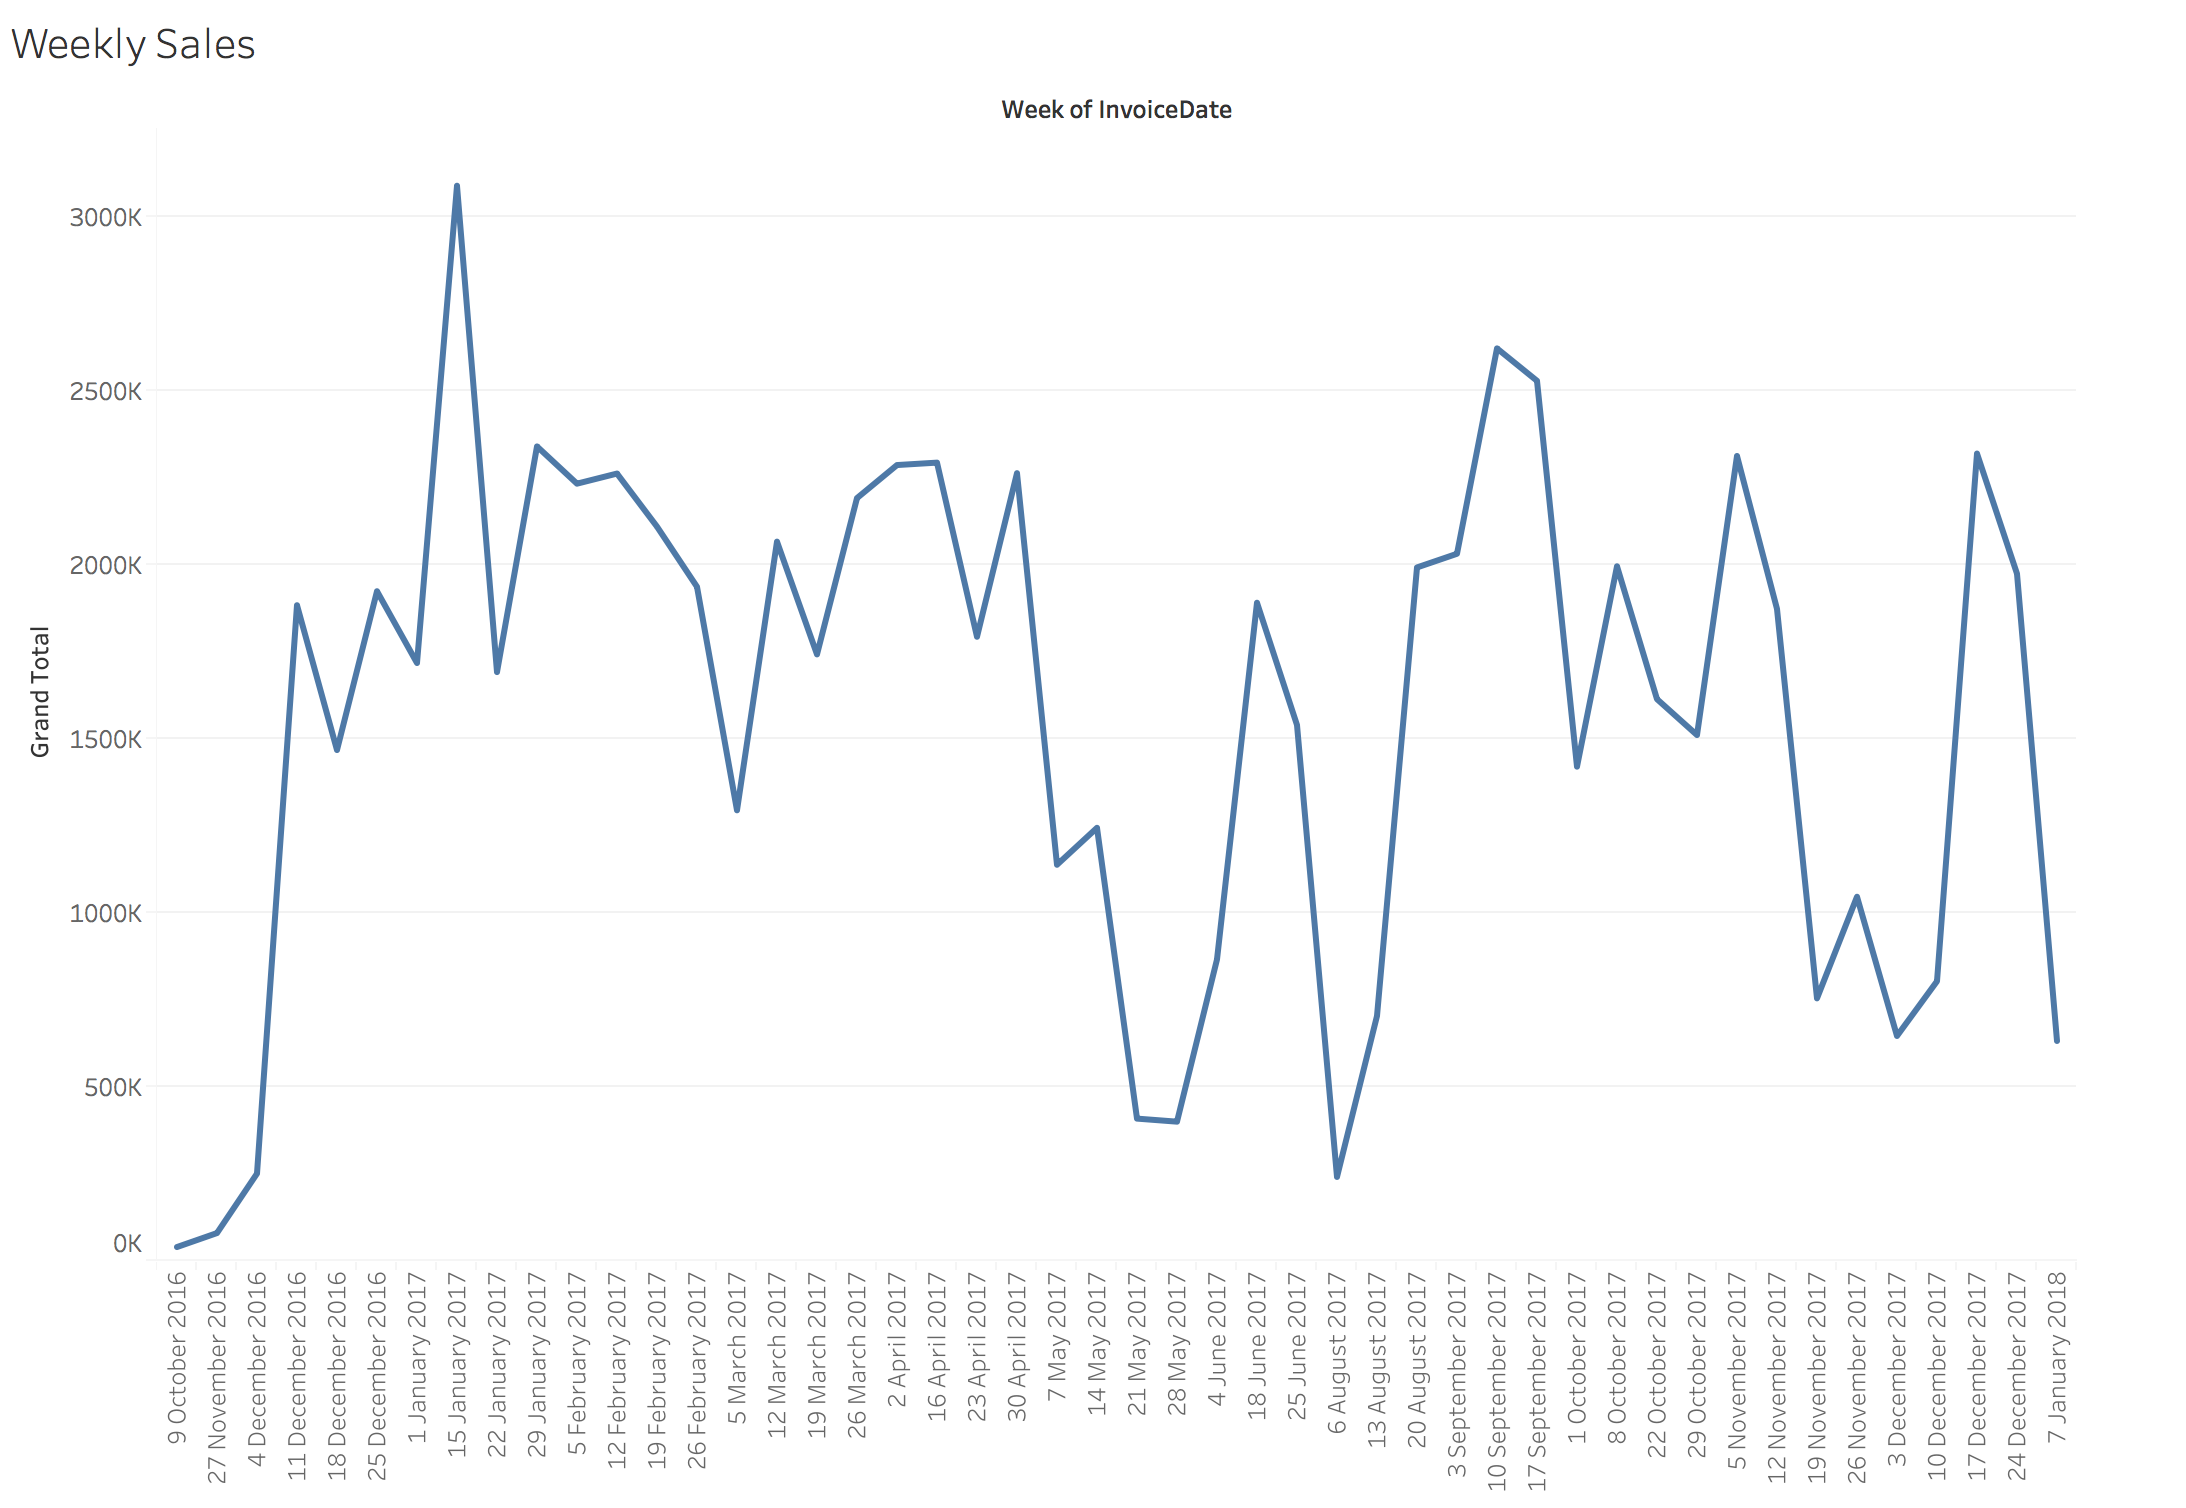 Weekly Sales
Week of InvoiceDate
3000K
2500K
2000K
1500K
1000K
500K
0K
Grand Total
9 October 2016
27 November 2016
4 December 2016
11 December 2016
18 December 2016
25 December 2016
1 January 2017
15 January 2017
22 January 2017
29 January 2017
5 February 2017
12 February 2017
19 February 2017
26 February 2017
5 March 2017
12 March 2017
19 March 2017
26 March 2017
2 April 2017
16 April 2017
23 April 2017
30 April 2017
7 May 2017
14 May 2017
21 May 2017
28 May 2017
4 June 2017
18 June 2017
25 June 2017
6 August 2017
13 August 2017
20 August 2017
3 September 2017
10 September 2017
17 September 2017
1 October 2017
8 October 2017
22 October 2017
29 October 2017
5 November 2017
12 November 2017
19 November 2017
26 November 2017
3 December 2017
10 December 2017
17 December 2017
24 December 2017
7 January 2018